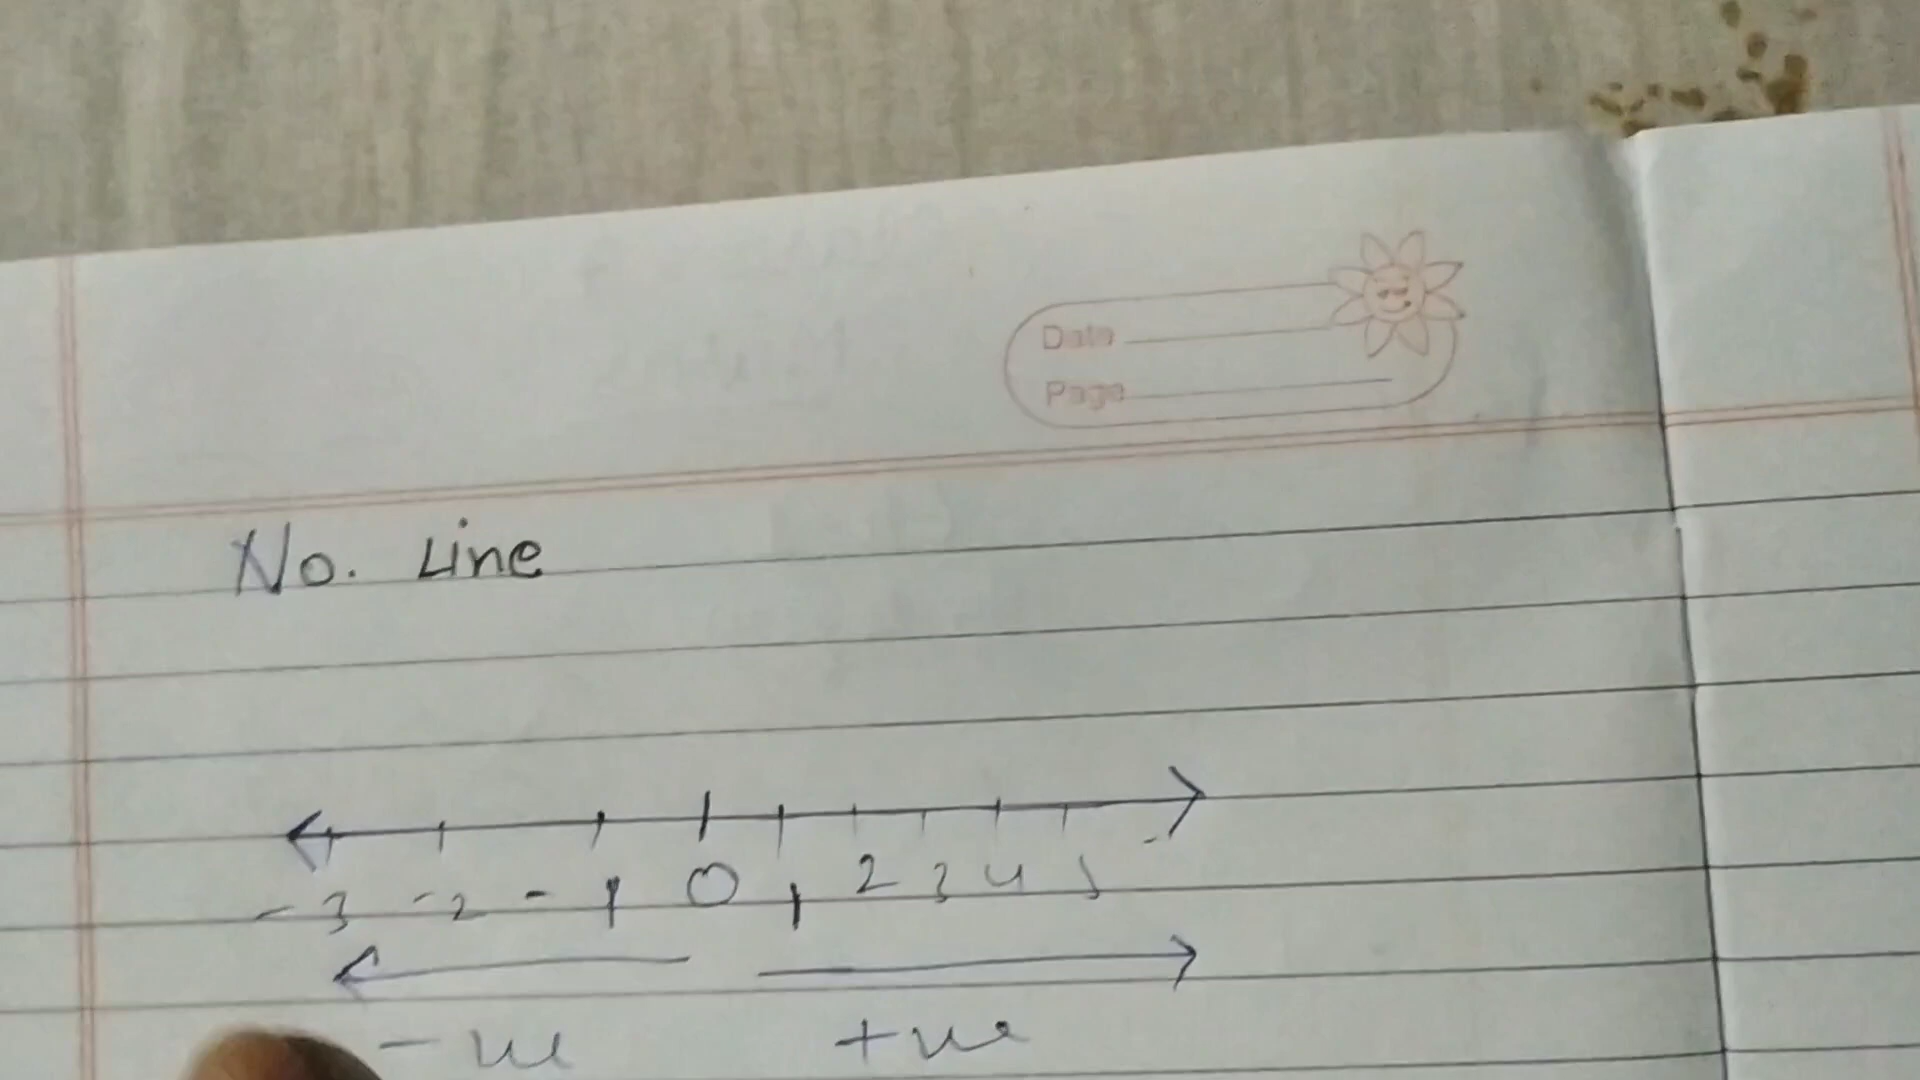 Date
Page
No. Line
- 3 - 2 - 1 0 1 2 3 4 5
- ve + ve